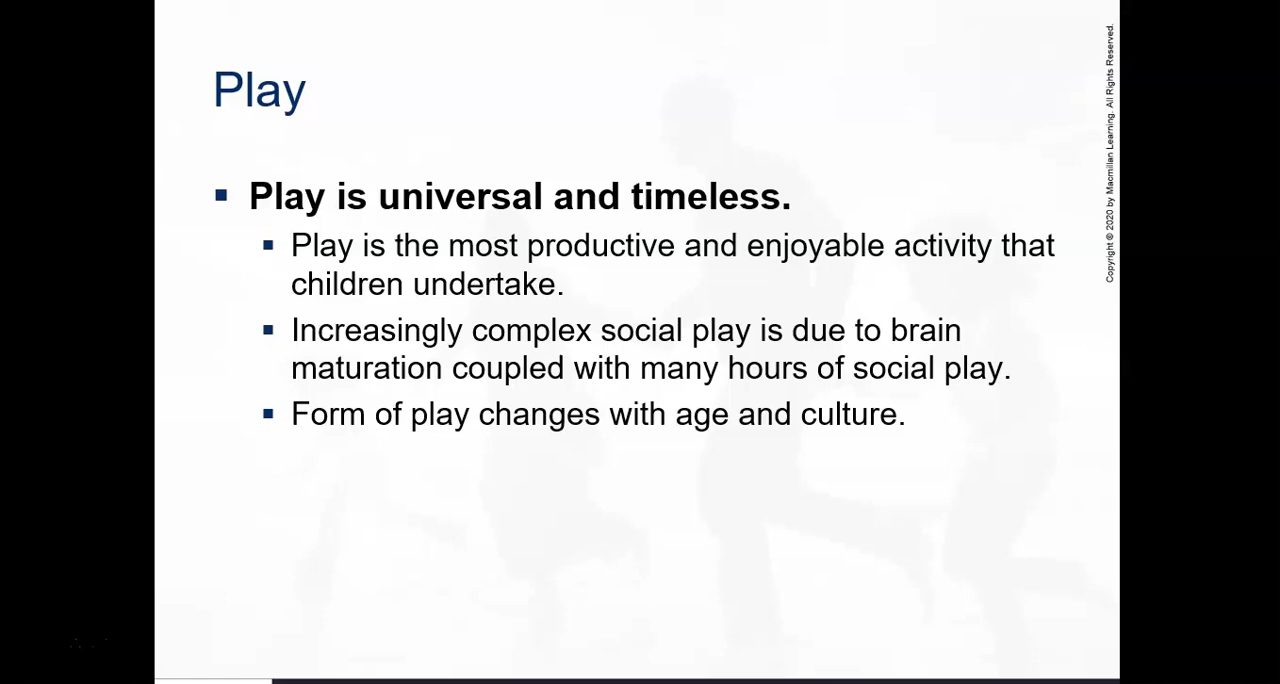 Play
▪ Play is universal and timeless.
▪ Play is the most productive and enjoyable activity that
children undertake.
▪ Increasingly complex social play is due to brain
maturation coupled with many hours of social play.
▪ Form of play changes with age and culture.
Copyright © 2020 by Macmillan Learning. All Rights Reserved.